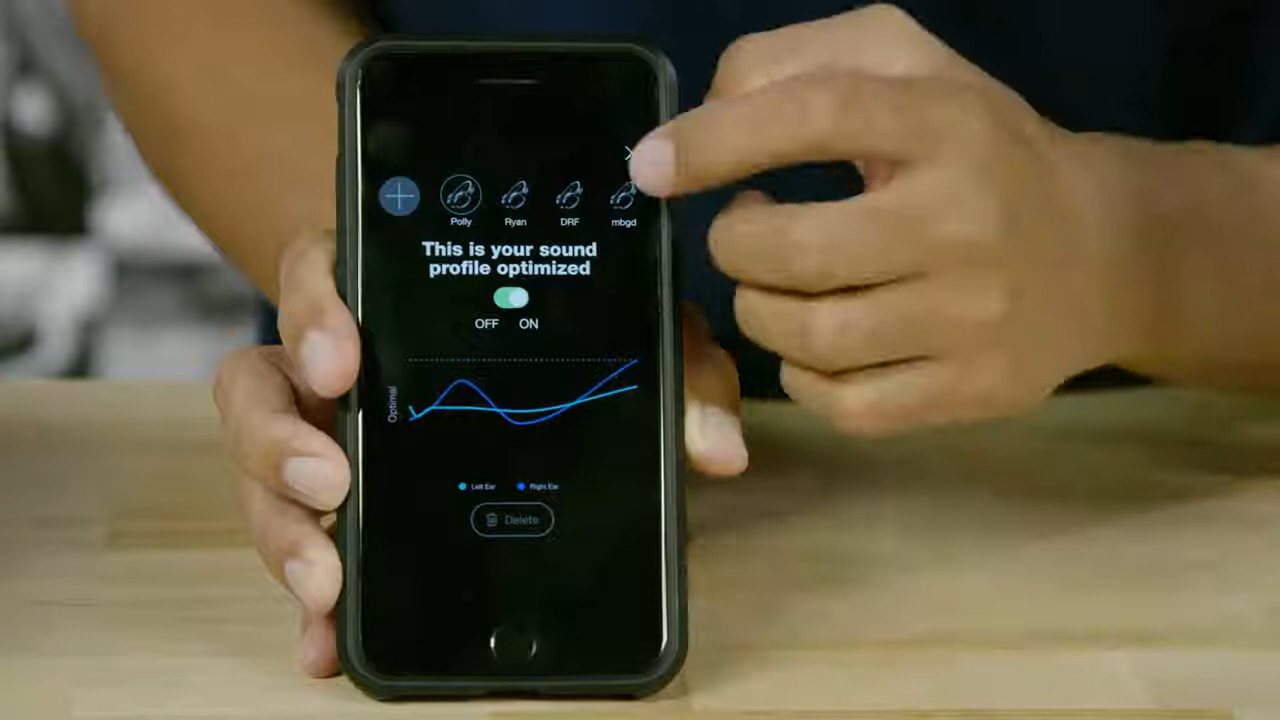 Polly
Ryan
DRF
mbgd
This is your sound
profile optimized
OFF ON
Optimal
Left Ear
Right Ear
Delete